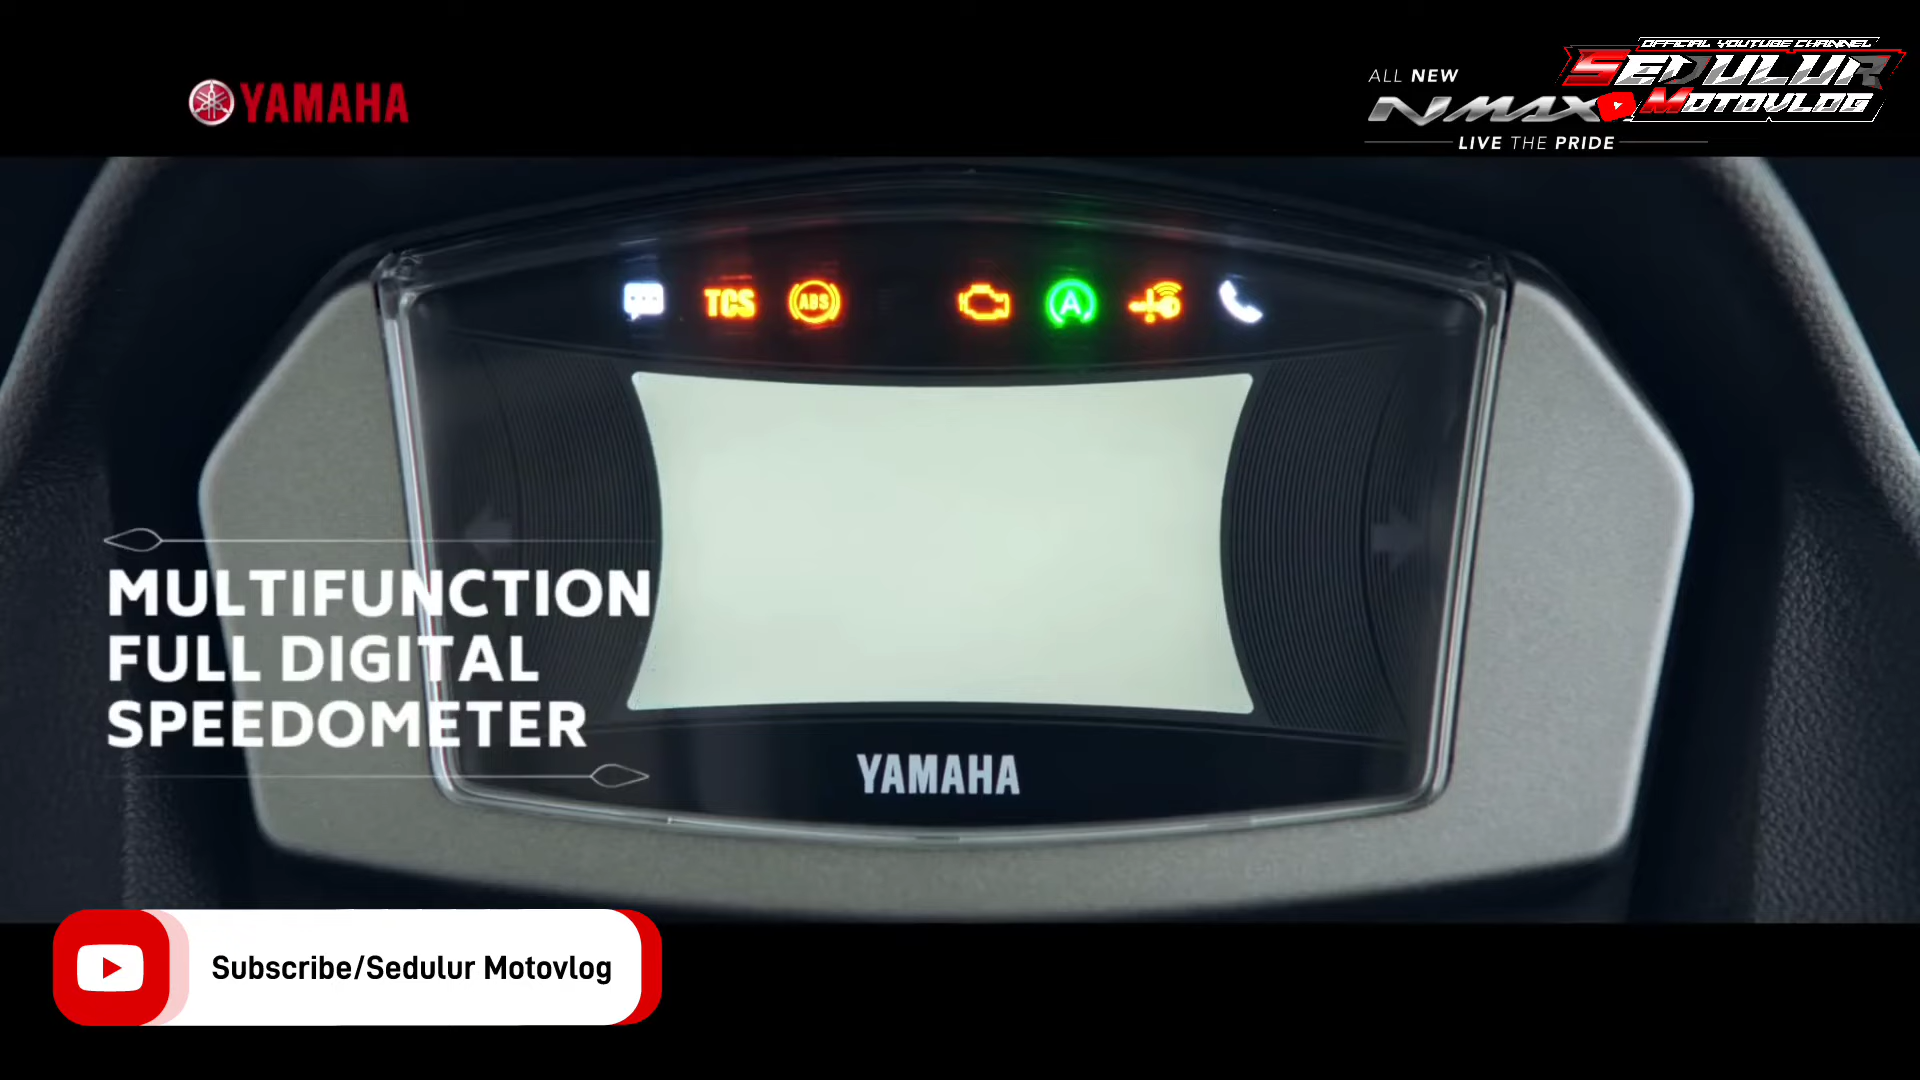 YAMAHA
OFFICIAL YOUTUBE CHANNEL
SEDULUR
MOTOVLOG
ALL NEW
NMAX
LIVE THE PRIDE
TCS
ABS
A
MULTIFUNCTION
FULL DIGITAL
SPEEDOMETER
YAMAHA
Subscribe/Sedulur Motovlog